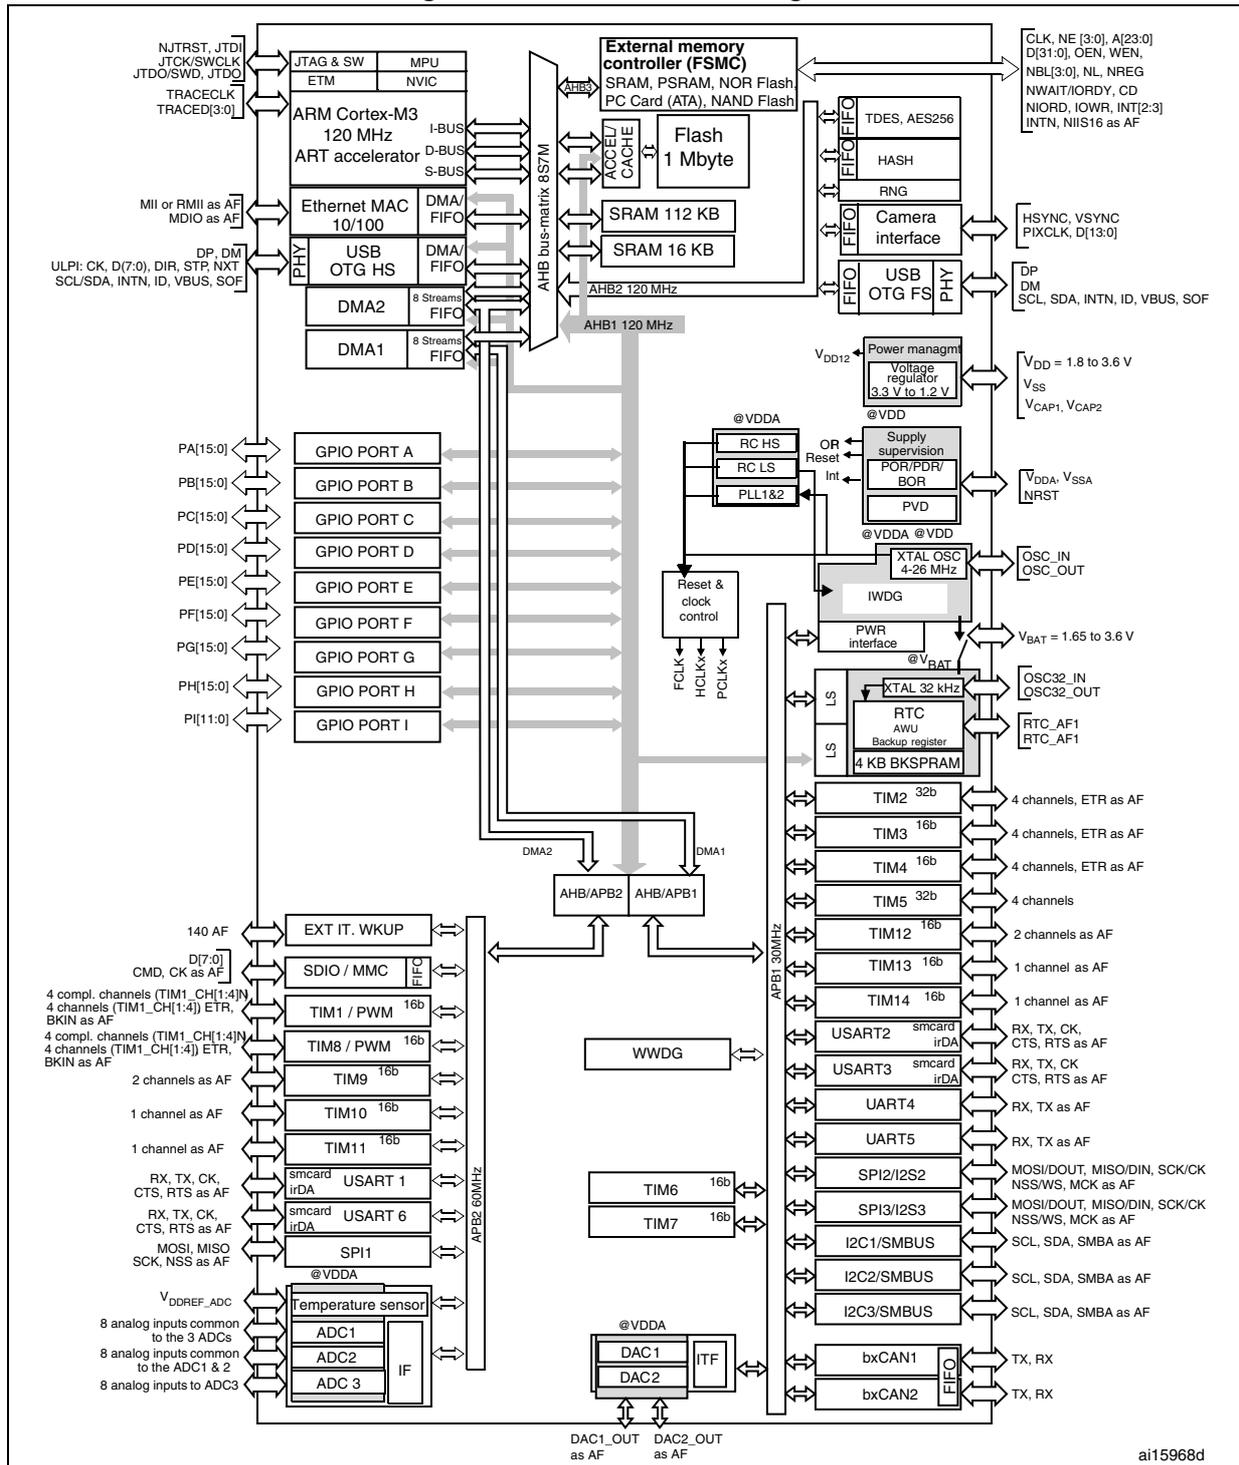 NJTRST, JTDI
JTCK/SWCLK
JTDO/SWD, JTDO
TRACECLK
TRACED[3:0]
JTAG & SW
MPU
ETM
NVIC
ARM Cortex-M3
120 MHz
ART accelerator
I-BUS
D-BUS
S-BUS
MII or RMII as AF
MDIO as AF
Ethernet MAC
10/100
DMA/
FIFO
DP, DM
ULPI: CK, D(7:0), DIR, STP, NXT
SCL/SDA, INTN, ID, VBUS, SOF
PHY
USB
OTG HS
DMA/
FIFO
DMA2
8 Streams
FIFO
DMA1
8 Streams
FIFO
AHB bus-matrix 8S7M
External memory
controller (FSMC)
SRAM, PSRAM, NOR Flash,
PC Card (ATA), NAND Flash
AHB3
CLK, NE [3:0], A[23:0]
D[31:0], OEN, WEN,
NBL[3:0], NL, NREG
NWAIT/IORDY, CD
NIORD, IOWR, INT[2:3]
INTN, NIIS16 as AF
ACCEL/
CACHE
Flash
1 Mbyte
SRAM 112 KB
SRAM 16 KB
AHB2 120 MHz
AHB1 120 MHz
FIFO
TDES, AES256
FIFO
HASH
RNG
FIFO
Camera
interface
HSYNC, VSYNC
PIXCLK, D[13:0]
FIFO
USB
OTG FS
PHY
DP
DM
SCL, SDA, INTN, ID, VBUS, SOF
VDD12
Power managmt
Voltage
regulator
3.3 V to 1.2 V
VDD = 1.8 to 3.6 V
VSS
VCAP1, VCAP2
@VDD
@VDDA
RC HS
RC LS
PLL1&2
OR
Reset
Int
Supply
supervision
POR/PDR/
BOR
PVD
VDDA, VSSA
NRST
@VDDA @VDD
XTAL OSC
4-26 MHz
OSC_IN
OSC_OUT
IWDG
Reset &
clock
control
FCLK
HCLKx
PCLKx
PWR
interface
VBAT = 1.65 to 3.6 V
@VBAT
LS
LS
XTAL 32 kHz
OSC32_IN
OSC32_OUT
RTC
AWU
Backup register
RTC_AF1
RTC_AF1
4 KB BKSPRAM
PA[15:0]
GPIO PORT A
PB[15:0]
GPIO PORT B
PC[15:0]
GPIO PORT C
PD[15:0]
GPIO PORT D
PE[15:0]
GPIO PORT E
PF[15:0]
GPIO PORT F
PG[15:0]
GPIO PORT G
PH[15:0]
GPIO PORT H
PI[11:0]
GPIO PORT I
DMA2
DMA1
AHB/APB2
AHB/APB1
APB1 30MHz
TIM2 32b
4 channels, ETR as AF
TIM3 16b
4 channels, ETR as AF
TIM4 16b
4 channels, ETR as AF
TIM5 32b
4 channels
TIM12 16b
2 channels as AF
TIM13 16b
1 channel as AF
TIM14 16b
1 channel as AF
USART2
smcard
irDA
RX, TX, CK,
CTS, RTS as AF
USART3
smcard
irDA
RX, TX, CK
CTS, RTS as AF
UART4
RX, TX as AF
UART5
RX, TX as AF
SPI2/I2S2
MOSI/DOUT, MISO/DIN, SCK/CK
NSS/WS, MCK as AF
SPI3/I2S3
MOSI/DOUT, MISO/DIN, SCK/CK
NSS/WS, MCK as AF
I2C1/SMBUS
SCL, SDA, SMBA as AF
I2C2/SMBUS
SCL, SDA, SMBA as AF
I2C3/SMBUS
SCL, SDA, SMBA as AF
bxCAN1
TX, RX
bxCAN2
FIFO
TX, RX
WWDG
TIM6 16b
TIM7 16b
@VDDA
DAC1
DAC2
ITF
DAC1_OUT
as AF
DAC2_OUT
as AF
140 AF
EXT IT. WKUP
D[7:0]
CMD, CK as AF
SDIO / MMC
FIFO
4 compl. channels (TIM1_CH[1:4]N
4 channels (TIM1_CH[1:4]) ETR,
BKIN as AF
TIM1 / PWM 16b
4 compl. channels (TIM1_CH[1:4]N
4 channels (TIM1_CH[1:4]) ETR,
BKIN as AF
TIM8 / PWM 16b
2 channels as AF
TIM9 16b
1 channel as AF
TIM10 16b
1 channel as AF
TIM11 16b
RX, TX, CK,
CTS, RTS as AF
smcard
irDA
USART 1
RX, TX, CK,
CTS, RTS as AF
smcard
irDA
USART 6
MOSI, MISO
SCK, NSS as AF
SPI1
APB2 60MHz
@VDDA
VDDREF_ADC
Temperature sensor
8 analog inputs common
to the 3 ADCs
ADC1
8 analog inputs common
to the ADC1 & 2
ADC2
8 analog inputs to ADC3
ADC 3
IF
ai15968d